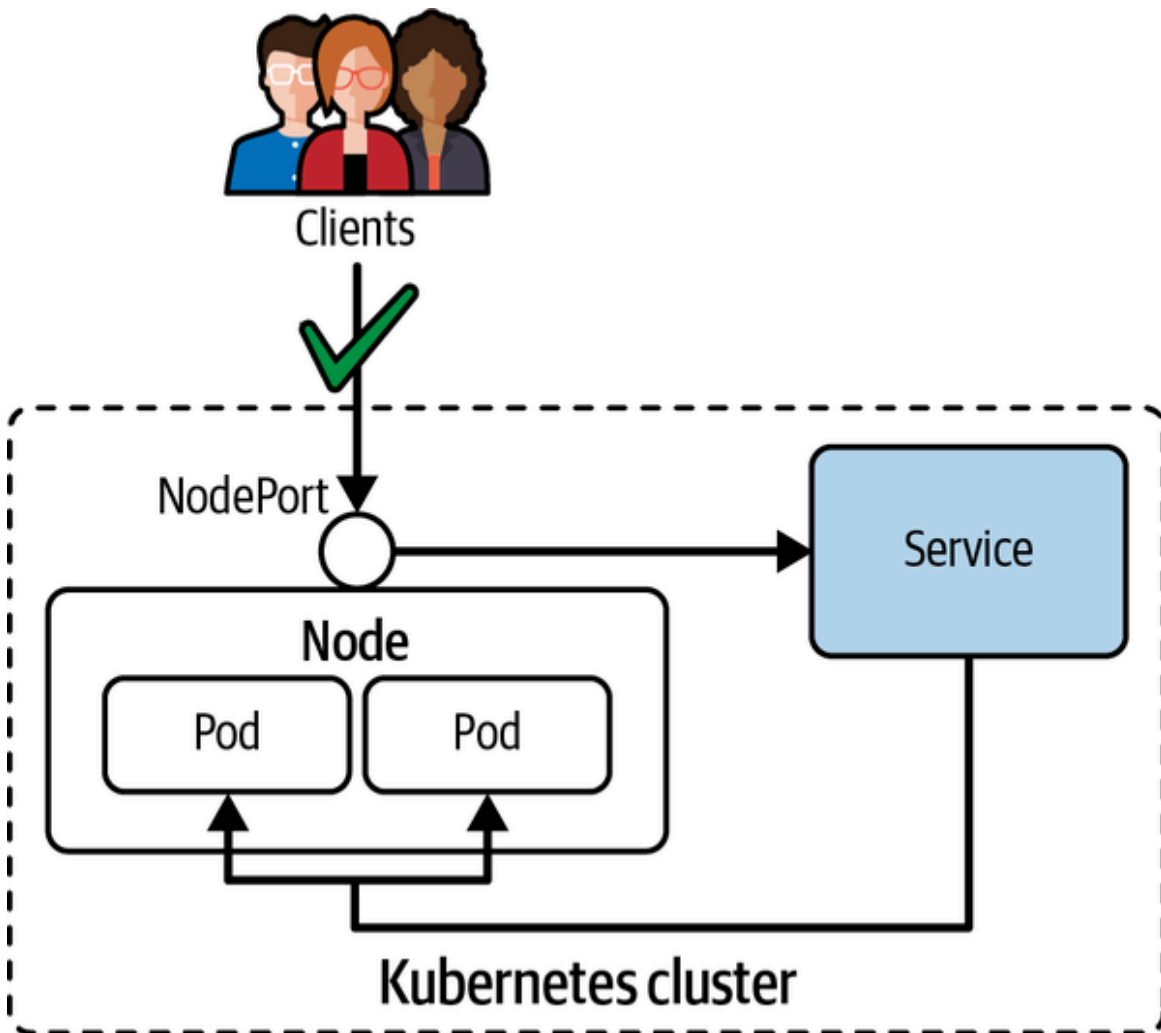 Clients
NodePort
Service
Node
Pod
Pod
Kubernetes cluster